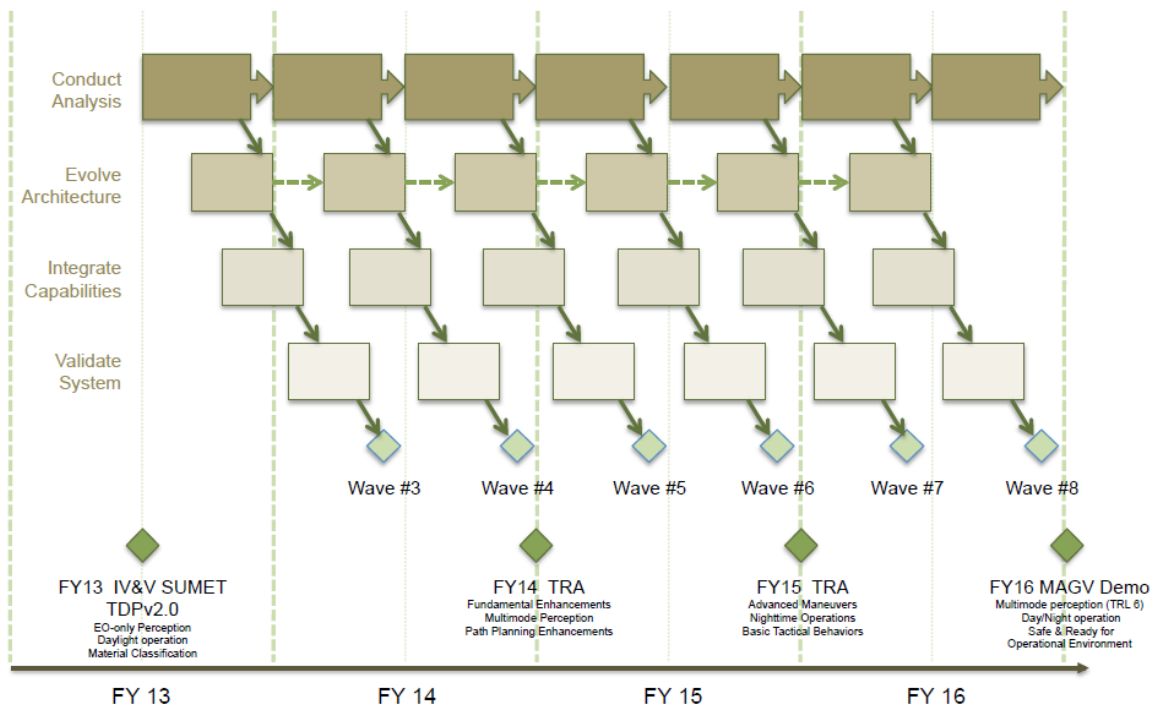 Conduct
Analysis
Evolve
Architecture
Integrate
Capabilities
Validate
System
Wave #3
Wave #4
Wave #5
Wave #6
Wave #7
Wave #8
FY13 IV&V SUMET
TDPv2.0
EO-only Perception
Daylight operation
Material Classification
FY14 TRA
Fundamental Enhancements
Multimode Perception
Path Planning Enhancements
FY15 TRA
Advanced Maneuvers
Nighttime Operations
Basic Tactical Behaviors
FY16 MAGV Demo
Multimode perception (TRL 6)
Day/Night operation
Safe & Ready for
Operational Environment
FY 13
FY 14
FY 15
FY 16